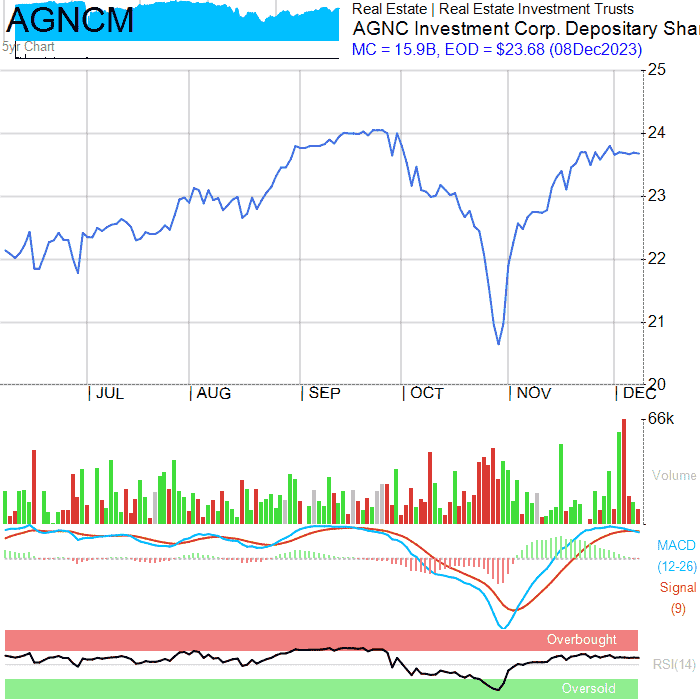 AGNCM
5yr Chart
Real Estate | Real Estate Investment Trusts
AGNC Investment Corp. Depositary Shar
MC = 15.9B, EOD = $23.68 (08Dec2023)
25
24
23
22
21
20
JUL
AUG
SEP
OCT
NOV
DEC
66k
Volume
MACD
(12-26)
Signal
(9)
Overbought
RSI(14)
Oversold